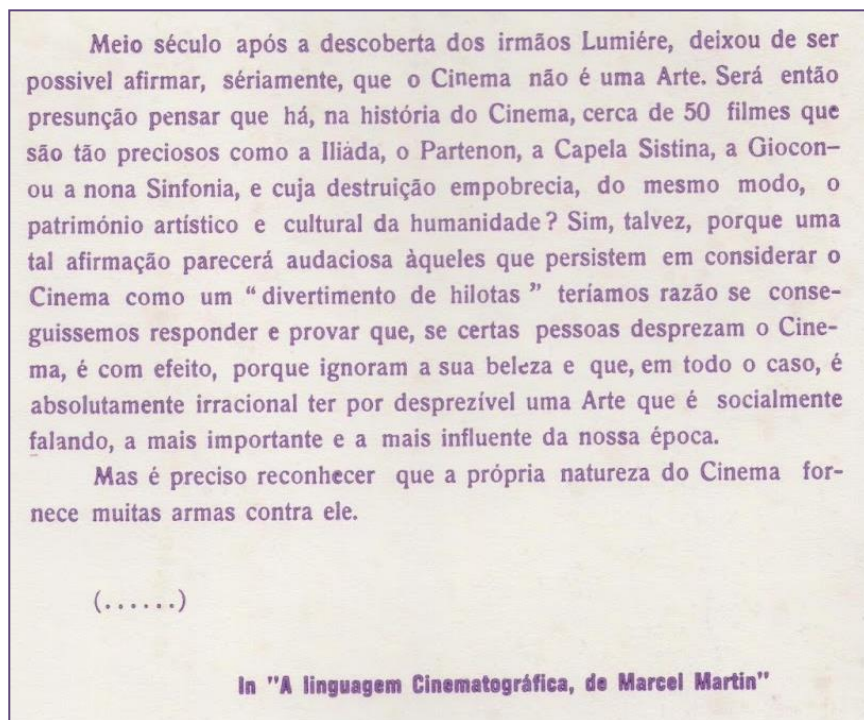 Meio século após a descoberta dos irmãos Lumiére, deixou de ser
possivel afirmar, sériamente, que o Cinema não é uma Arte. Será então
presunção pensar que há, na história do Cinema, cerca de 50 filmes que
são tão preciosos como a Iliáda, o Partenon, a Capela Sistina, a Giocon-
ou a nona Sinfonia, e cuja destruição empobrecia, do mesmo modo, o
património artístico e cultural da humanidade? Sim, talvez, porque uma
tal afirmação parecerá audaciosa àqueles que persistem em considerar o
Cinema como um “ divertimento de hilotas ” teríamos razão se conse-
guissemos responder e provar que, se certas pessoas desprezam o Cine-
ma, é com efeito, porque ignoram a sua beleza e que, em todo o caso, é
absolutamente irracional ter por desprezível uma Arte que é socialmente
falando, a mais importante e a mais influente da nossa época.
Mas é preciso reconhecer que a própria natureza do Cinema for-
nece muitas armas contra ele.
(......)
In "A linguagem Cinematográfica, de Marcel Martin"